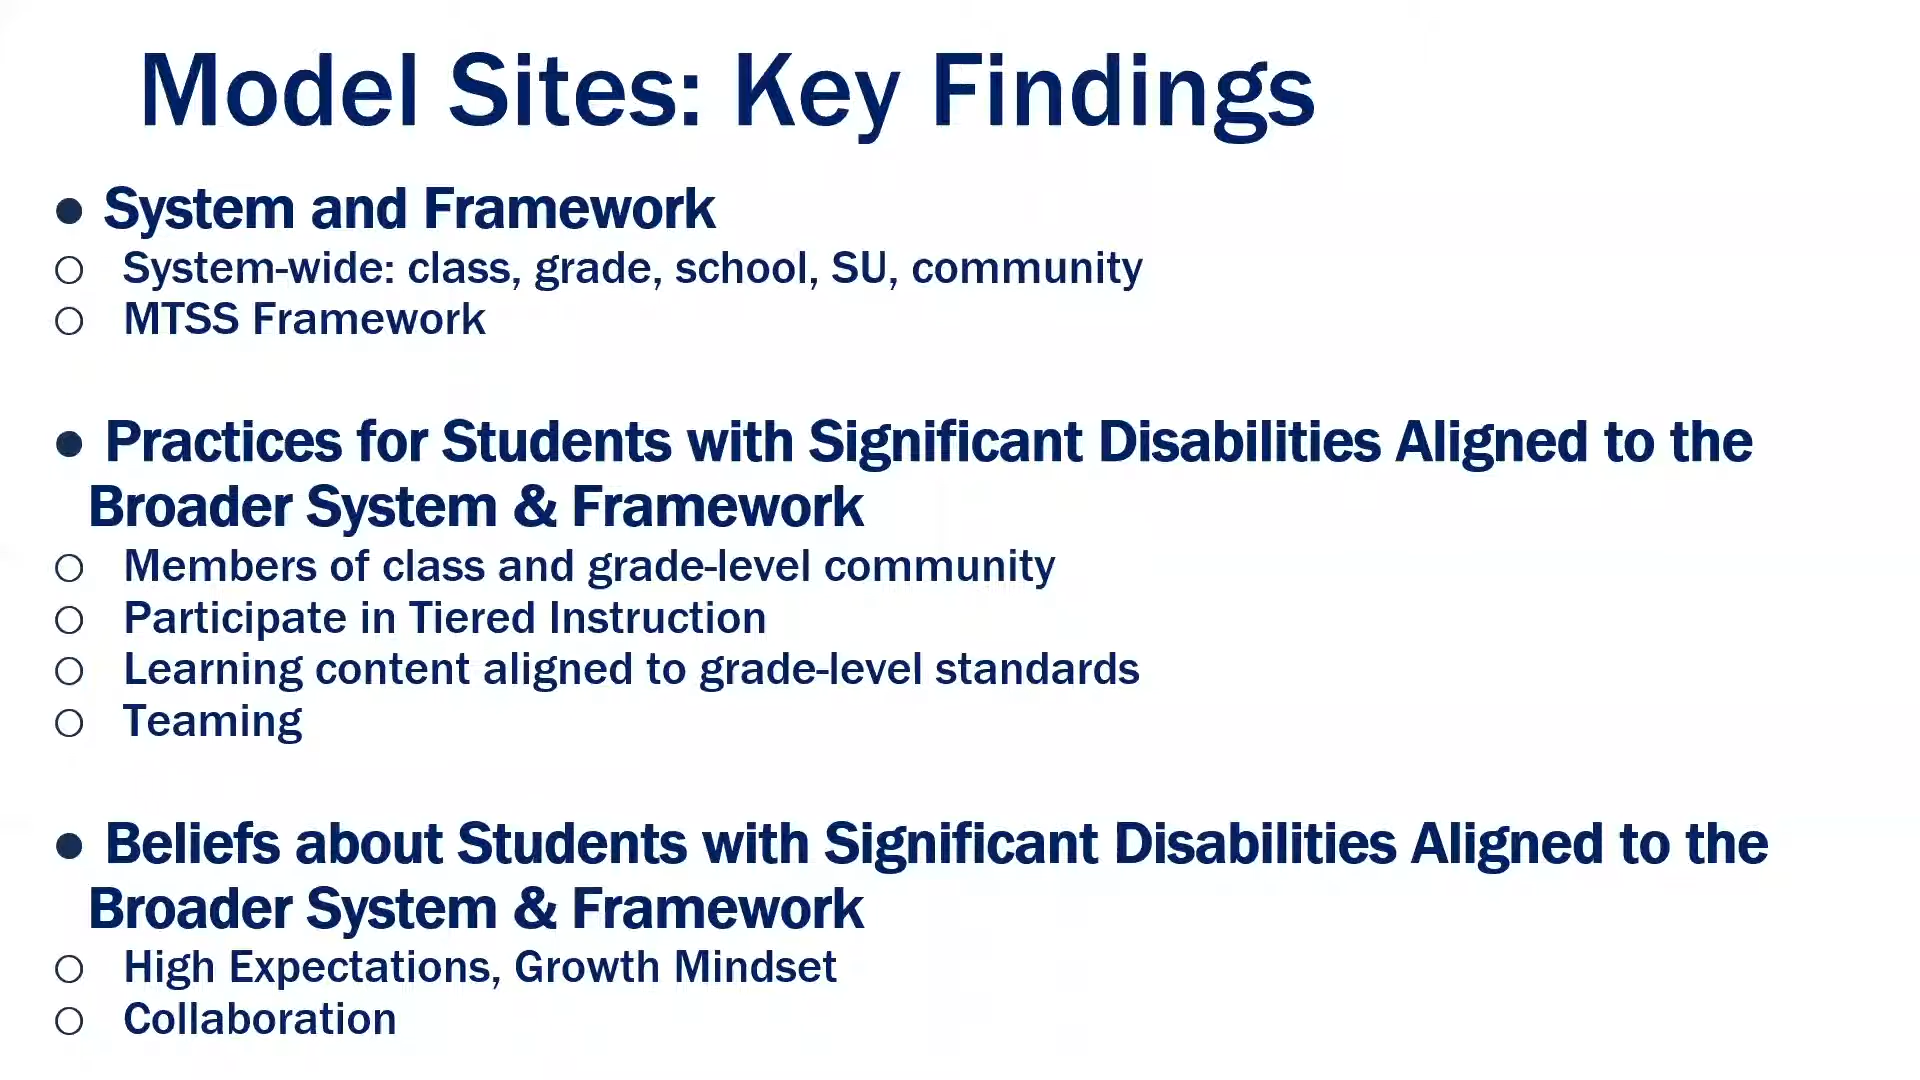 Model Sites: Key Findings
● System and Framework
○ System-wide: class, grade, school, SU, community
○ MTSS Framework
● Practices for Students with Significant Disabilities Aligned to the
Broader System & Framework
○ Members of class and grade-level community
○ Participate in Tiered Instruction
○ Learning content aligned to grade-level standards
○ Teaming
● Beliefs about Students with Significant Disabilities Aligned to the
Broader System & Framework
○ High Expectations, Growth Mindset
○ Collaboration